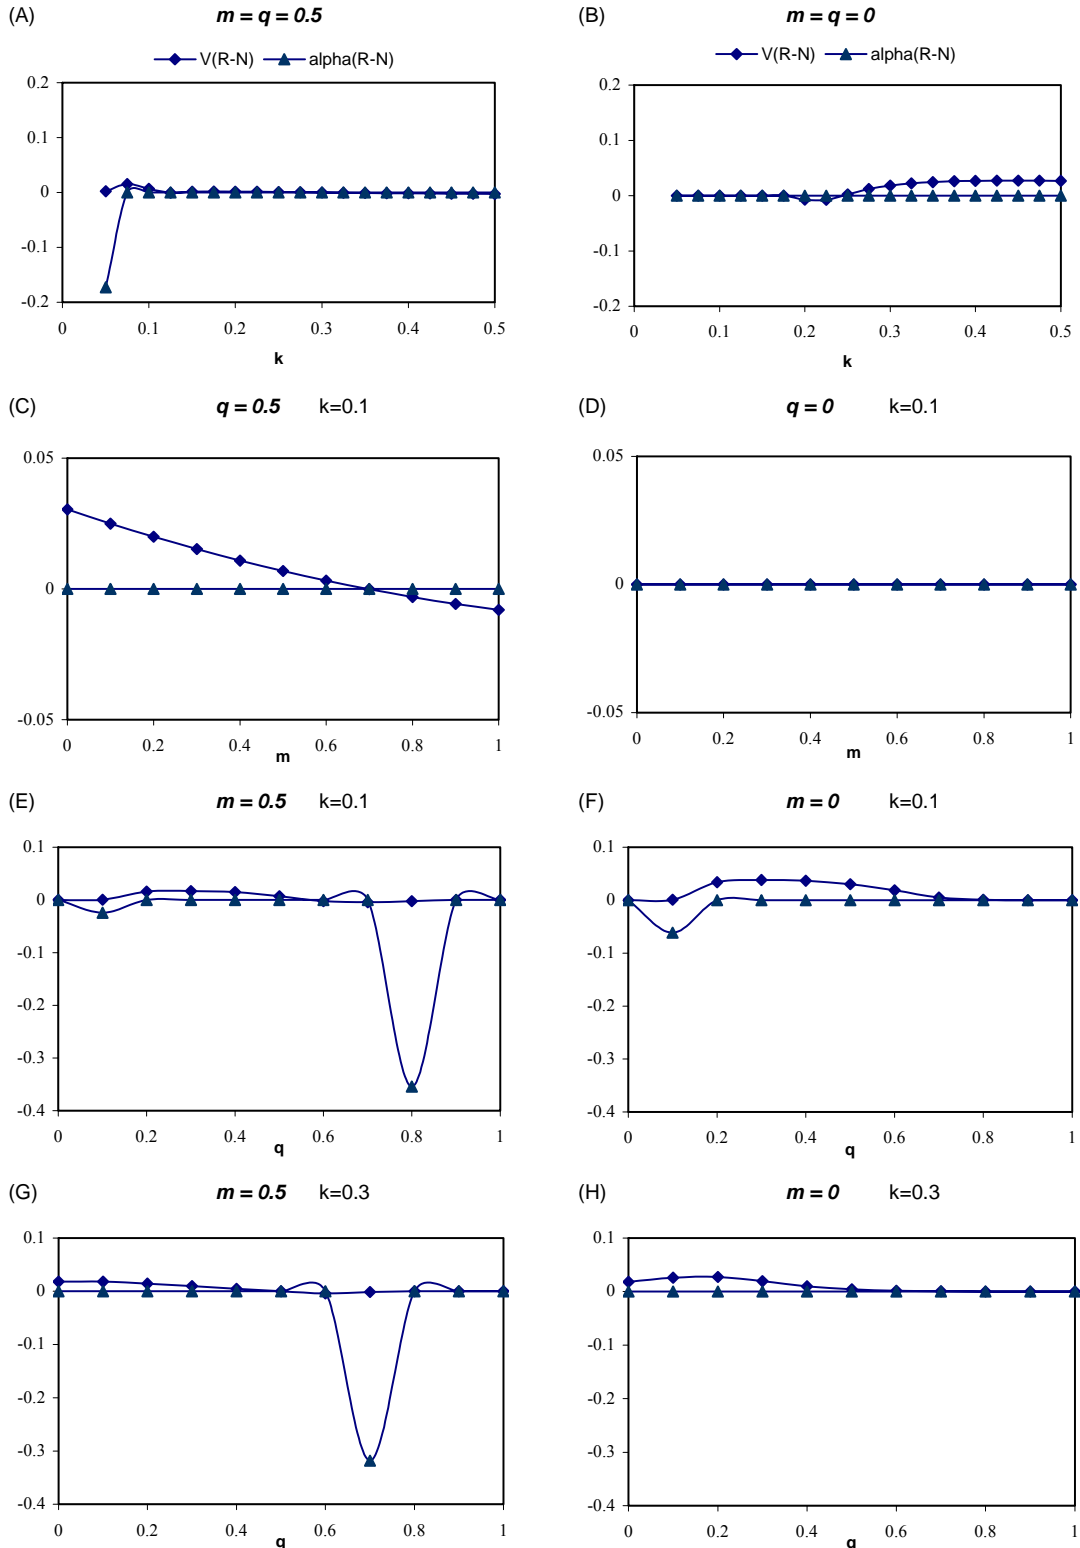 (A) m = q = 0.5
V(R-N) alpha(R-N)
0.2
0.1
0
-0.1
-0.2
0 0.1 0.2 0.3 0.4 0.5
k
(B) m = q = 0
V(R-N) alpha(R-N)
0.2
0.1
0
-0.1
-0.2
0 0.1 0.2 0.3 0.4 0.5
k
(C) q = 0.5 k=0.1
0.05
0
-0.05
0 0.2 0.4 0.6 0.8 1
m
(D) q = 0 k=0.1
0.05
0
-0.05
0 0.2 0.4 0.6 0.8 1
m
(E) m = 0.5 k=0.1
0.1
0
-0.1
-0.2
-0.3
-0.4
0 0.2 0.4 0.6 0.8 1
q
(F) m = 0 k=0.1
0.1
0
-0.1
-0.2
-0.3
-0.4
0 0.2 0.4 0.6 0.8 1
q
(G) m = 0.5 k=0.3
0.1
0
-0.1
-0.2
-0.3
-0.4
0 0.2 0.4 0.6 0.8 1
q
(H) m = 0 k=0.3
0.1
0
-0.1
-0.2
-0.3
-0.4
0 0.2 0.4 0.6 0.8 1
q